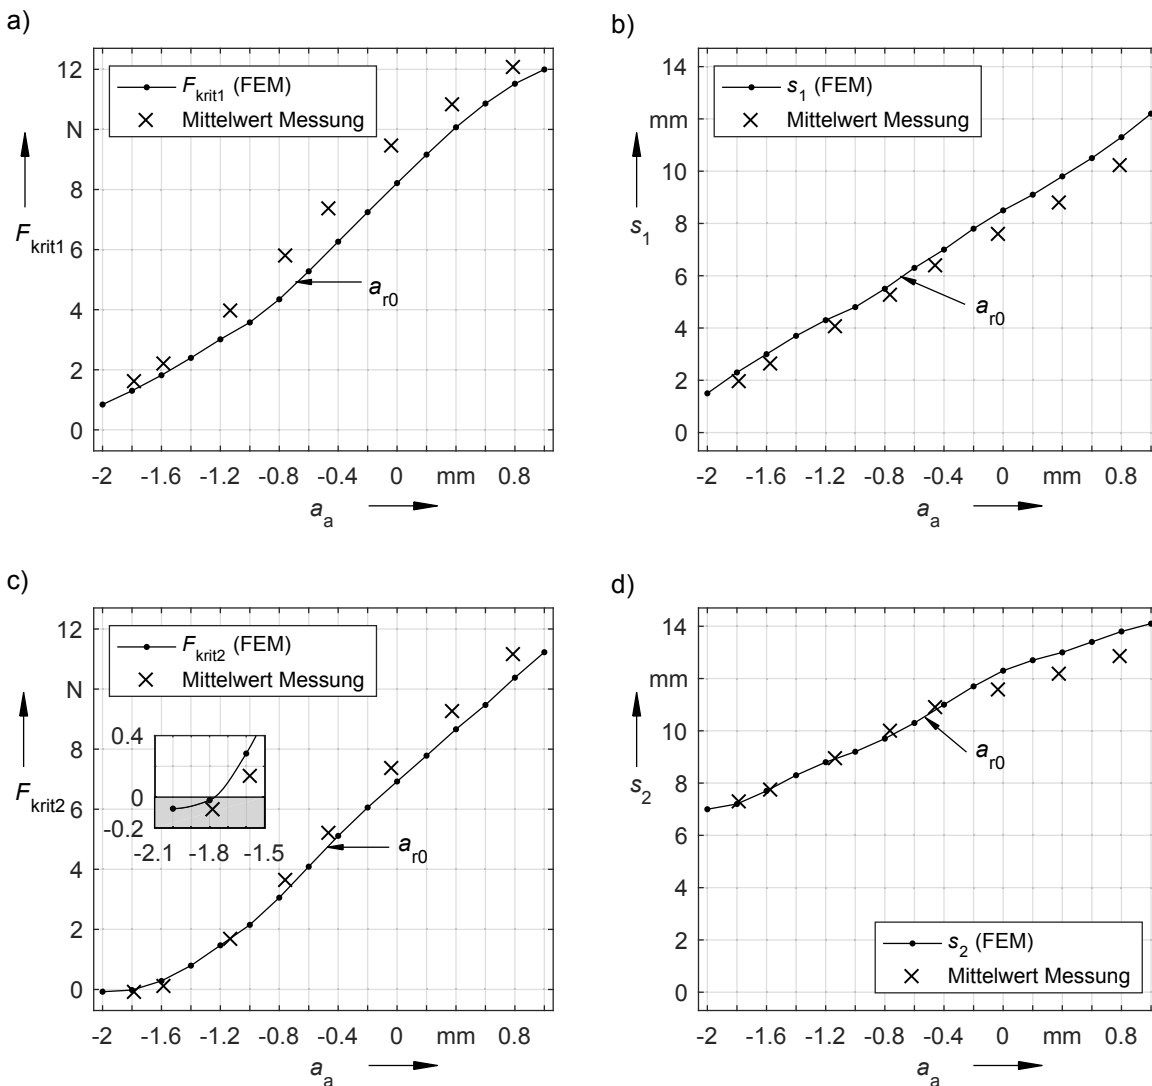 a)
12
N
10
8
6
4
2
0
F_krit1
F_krit1 (FEM)
Mittelwert Messung
a_r0
-2 -1.6 -1.2 -0.8 -0.4 0 mm 0.8
a_a
b)
14
mm
10
8
6
4
2
0
s_1
s_1 (FEM)
Mittelwert Messung
a_r0
-2 -1.6 -1.2 -0.8 -0.4 0 mm 0.8
a_a
c)
12
N
8
6
4
2
0
F_krit2
F_krit2 (FEM)
Mittelwert Messung
0.4
0
-0.2
-2.1 -1.8 -1.5
a_r0
-2 -1.6 -1.2 -0.8 -0.4 0 mm 0.8
a_a
d)
14
mm
10
8
6
4
2
0
s_2
a_r0
s_2 (FEM)
Mittelwert Messung
-2 -1.6 -1.2 -0.8 -0.4 0 mm 0.8
a_a